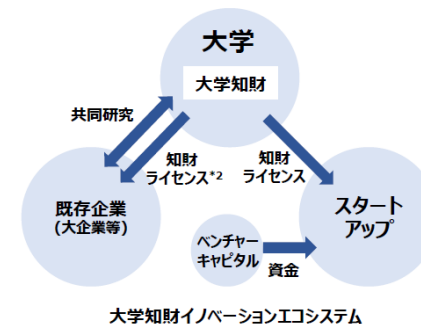 大学
大学知財
共同研究
知財
ライセンス*2
知財
ライセンス
既存企業
(大企業等)
スタート
アップ
ベンチャー
キャピタル
資金
大学知財イノベーションエコシステム